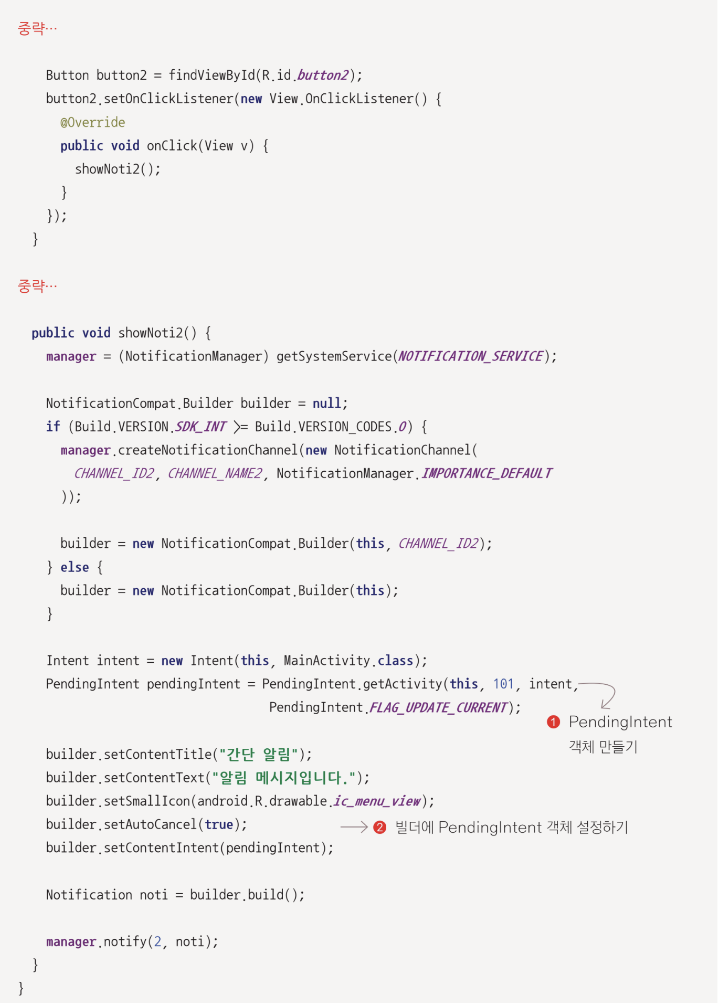 중략…
Button button2 = findViewById(R.id.button2);
button2.setOnClickListener(new View.OnClickListener() {
@Override
public void onClick(View v) {
showNoti2();
}
});
}
중략…
public void showNoti2() {
manager = (NotificationManager) getSystemService(NOTIFICATION_SERVICE);
NotificationCompat.Builder builder = null;
if (Build.VERSION.SDK_INT >= Build.VERSION_CODES.O) {
manager.createNotificationChannel(new NotificationChannel(
CHANNEL_ID2, CHANNEL_NAME2, NotificationManager.IMPORTANCE_DEFAULT
));
builder = new NotificationCompat.Builder(this, CHANNEL_ID2);
} else {
builder = new NotificationCompat.Builder(this);
}
Intent intent = new Intent(this, MainActivity.class);
PendingIntent pendingIntent = PendingIntent.getActivity(this, 101, intent,
PendingIntent.FLAG_UPDATE_CURRENT);
1 PendingIntent
객체 만들기
builder.setContentTitle("간단 알림");
builder.setContentText("알림 메시지입니다.");
builder.setSmallIcon(android.R.drawable.ic_menu_view);
builder.setAutoCancel(true);
2 빌더에 PendingIntent 객체 설정하기
builder.setContentIntent(pendingIntent);
Notification noti = builder.build();
manager.notify(2, noti);
}
}